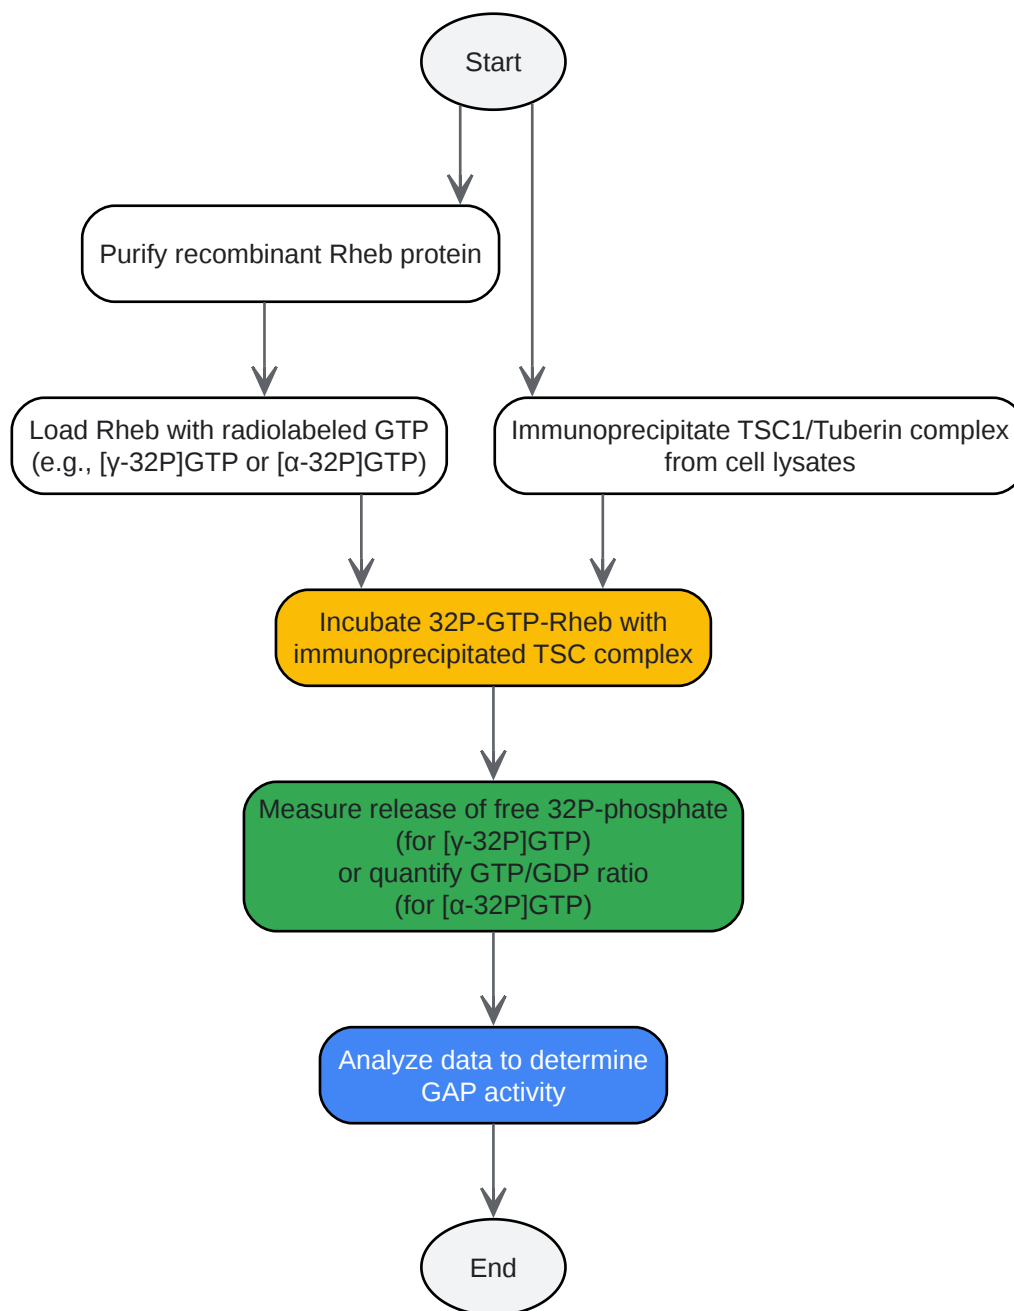 Start
Purify recombinant Rheb protein
Load Rheb with radiolabeled GTP
(e.g., [γ-32P]GTP or [α-32P]GTP)
Immunoprecipitate TSC1/Tuberin complex
from cell lysates
Incubate 32P-GTP-Rheb with
immunoprecipitated TSC complex
Measure release of free 32P-phosphate
(for [γ-32P]GTP)
or quantify GTP/GDP ratio
(for [α-32P]GTP)
Analyze data to determine
GAP activity
End